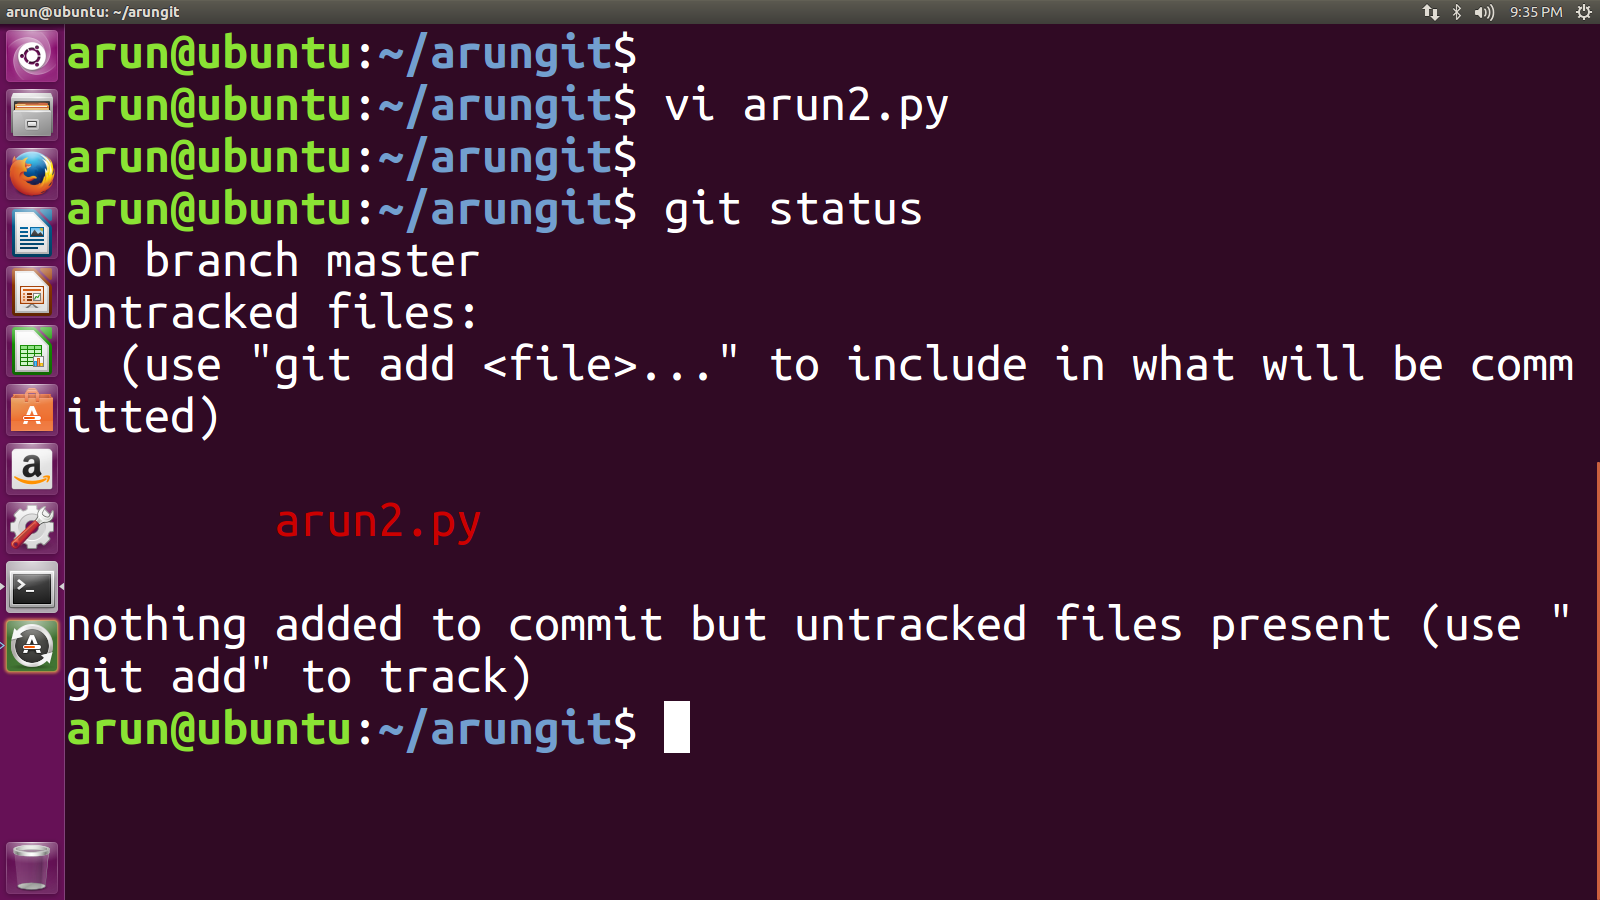 arun@ubuntu: ~/arungit
9:35 PM
arun@ubuntu:~/arungit$
arun@ubuntu:~/arungit$ vi arun2.py
arun@ubuntu:~/arungit$
arun@ubuntu:~/arungit$ git status
On branch master
Untracked files:
  (use "git add <file>..." to include in what will be comm
itted)
        arun2.py
nothing added to commit but untracked files present (use "
git add" to track)
arun@ubuntu:~/arungit$